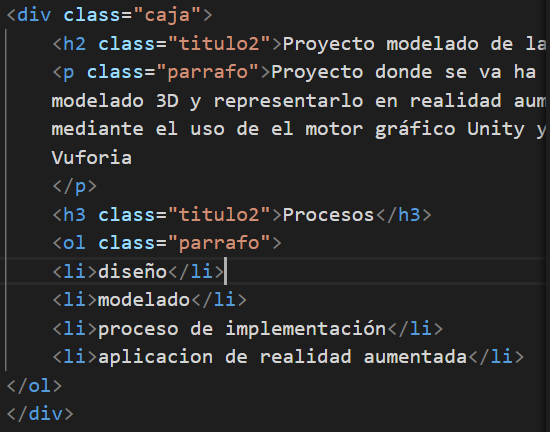 <div class="caja">
<h2 class="titulo2">Proyecto modelado de la
<p class="parrafo">Proyecto donde se va ha
modelado 3D y representarlo en realidad aum
mediante el uso de el motor gráfico Unity y
Vuforia
</p>
<h3 class="titulo2">Procesos</h3>
<ol class="parrafo">
<li>diseño</li>
<li>modelado</li>
<li>proceso de implementación</li>
<li>aplicacion de realidad aumentada</li>
</ol>
</div>